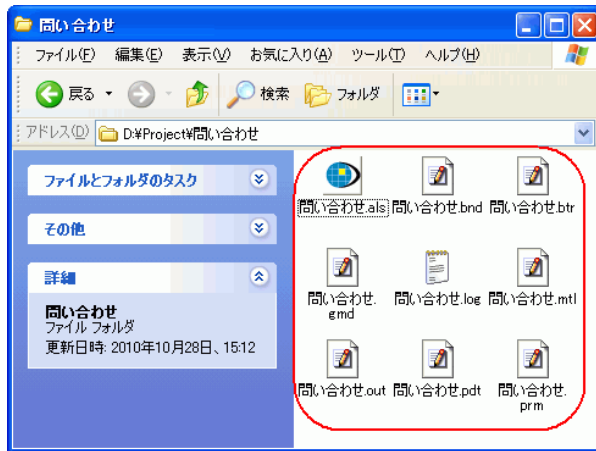 問い合わせ
ファイル(F) 編集(E) 表示(V) お気に入り(A) ツール(T) ヘルプ(H)
戻る 検索 フォルダ
アドレス(D) D:¥Project¥問い合わせ
ファイルとフォルダのタスク
その他
詳細
問い合わせ
ファイル フォルダ
更新日時: 2010年10月28日、15:12
問い合わせ.als 問い合わせ.bnd 問い合わせ.btr
問い合わせ.
gmd
問い合わせ.log 問い合わせ.mtl
問い合わせ.out 問い合わせ.pdt 問い合わせ.
prm